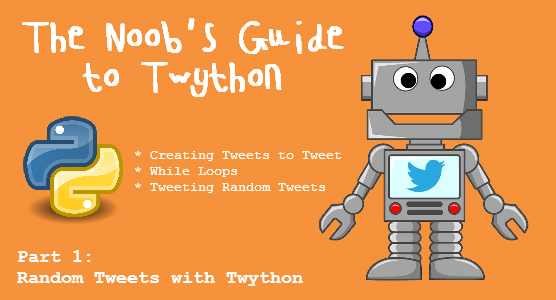 The Noob's Guide
to Twython
* Creating Tweets to Tweet
* While Loops
* Tweeting Random Tweets
Part 1:
Random Tweets with Twython